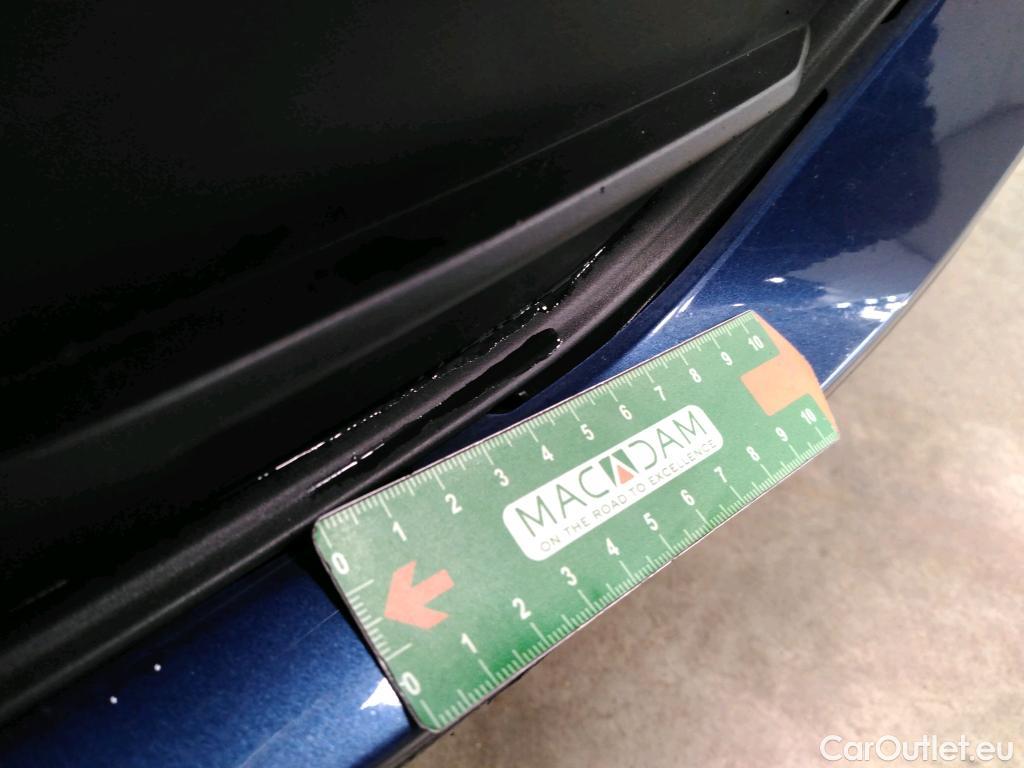 0 1 2 3 4 5 6 7 8 9 10
MACADAM
ON THE ROAD TO EXCELLENCE
0 1 2 3 4 5 6 7 8 9 10
CarOutlet.eu